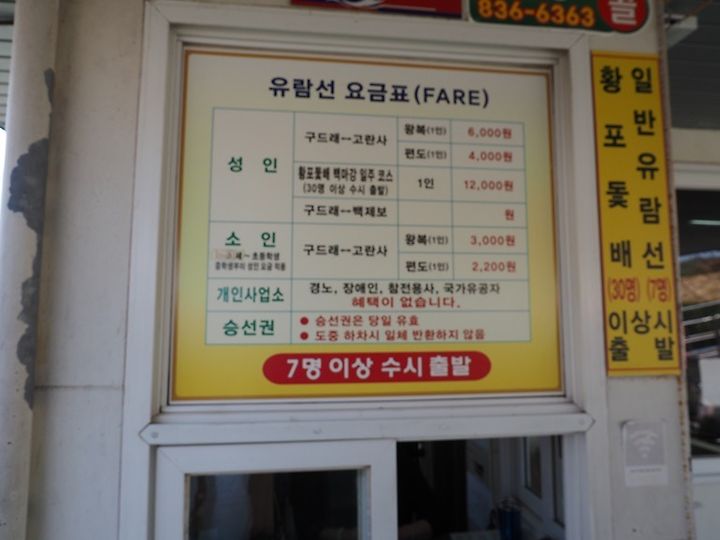 836-6363
유람선 요금표(FARE)
성 인
구드래--고란사
왕복(1인)
6,000원
편도(1인)
4,000원
황포돛배 백마강 일주 코스
(30명 이상 수시 출발)
1인
12,000원
구드래--백제보
원
소 인
세~초등학생
중학생부터 성인 요금 적용
구드래--고란사
왕복(1인)
3,000원
편도(1인)
2,200원
개인사업소
경노, 장애인, 참전용사, 국가유공자
혜택이 없습니다.
승선권
● 승선권은 당일 유효
● 도중 하차시 일체 반환하지 않음
7명 이상 수시 출발
황포돛배
(30명)
일반유람선
(7명)
이상시
출발